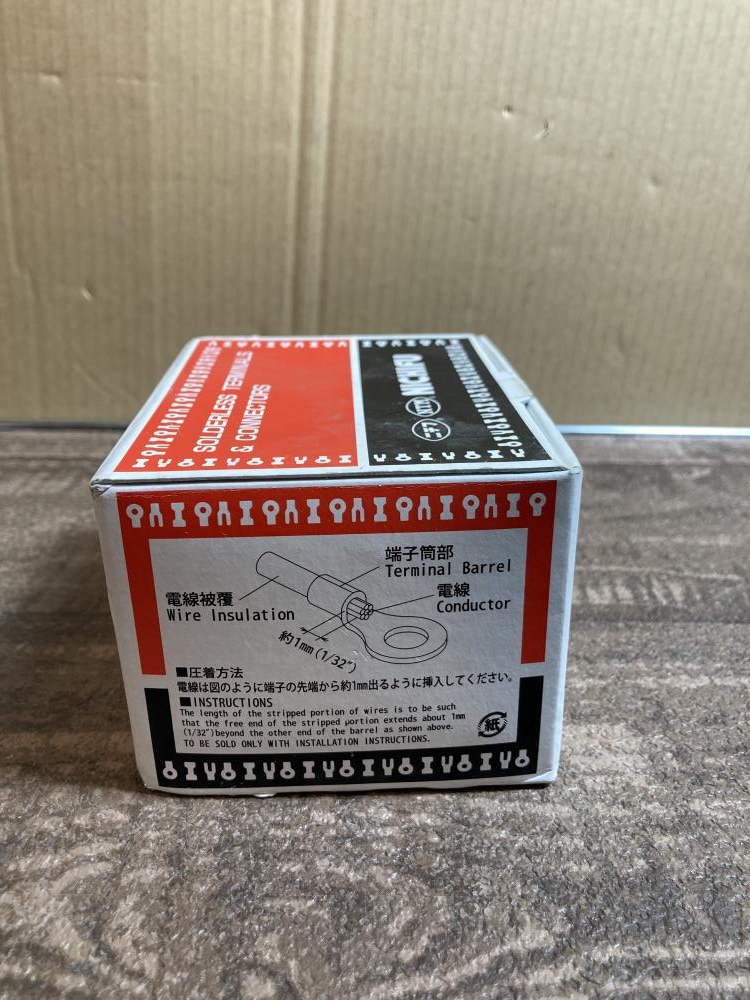 SOLDERLESS TERMINALS
& CONNECTORS
ニチフ
NTM
NICHIFU
端子筒部
Terminal Barrel
電線
Conductor
電線被覆
Wire Insulation
約1mm(1/32")
■圧着方法
電線は図のように端子の先端から約1mm出るように挿入してください。
■INSTRUCTIONS
The length of the stripped portion of wires is to be such
that the free end of the stripped portion extends about 1mm
(1/32")beyond the other end of the barrel as shown above.
TO BE SOLD ONLY WITH INSTALLATION INSTRUCTIONS.
紙